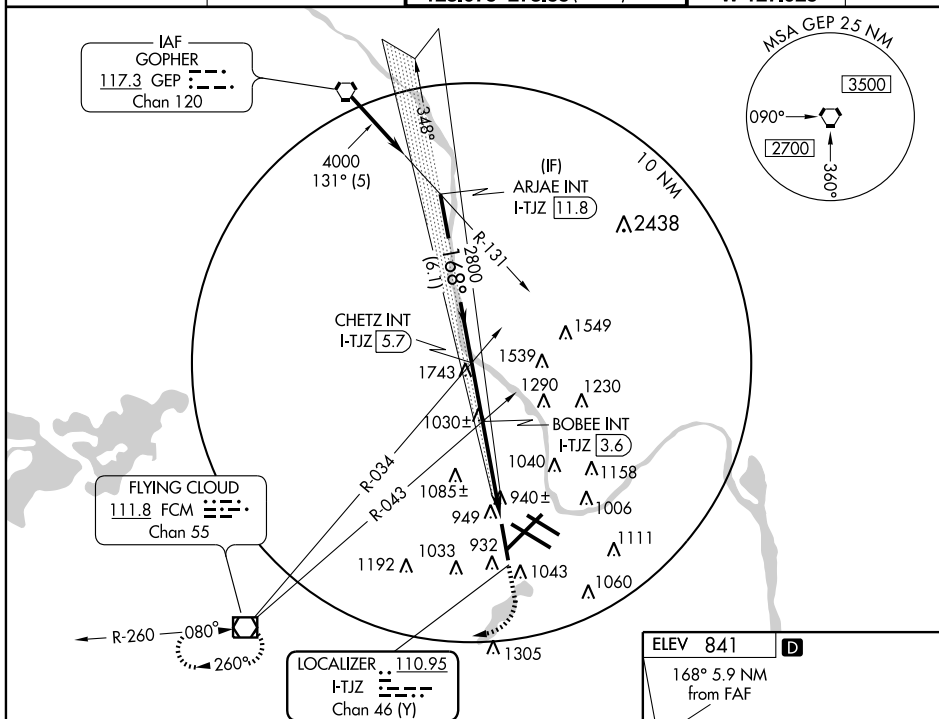 IAF
GOPHER
117.3 GEP
Chan 120
MSA GEP 25 NM
3500
090°
2700
360°
348°
4000
131° (5)
(IF)
ARJAE INT
I-TJZ 11.8
10 NM
2438
R-131
2800
168°
(6.1)
CHETZ INT
I-TJZ 5.7
1549
1539
1743
1290
1230
1030±
BOBEE INT
I-TJZ 3.6
R-034
R-043
1040
1158
1085±
940±
1006
949
FLYING CLOUD
111.8 FCM
Chan 55
1192
1033
932
1111
1043
1060
R-260
080°
260°
1305
LOCALIZER 110.95
I-TJZ
Chan 46 (Y)
ELEV 841 D
168° 5.9 NM
from FAF